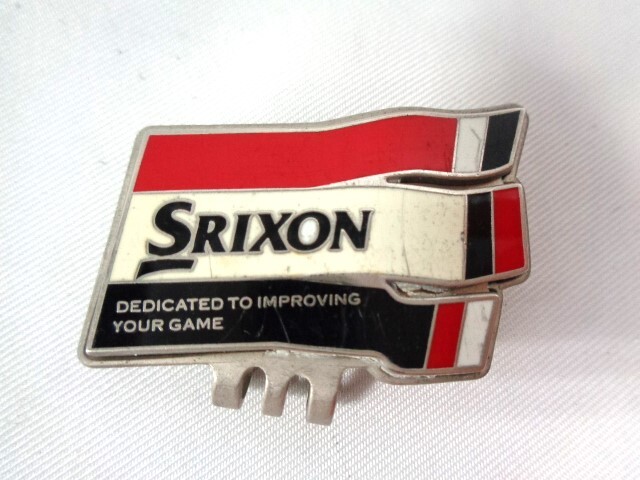 SRIXON
DEDICATED TO IMPROVING
YOUR GAME